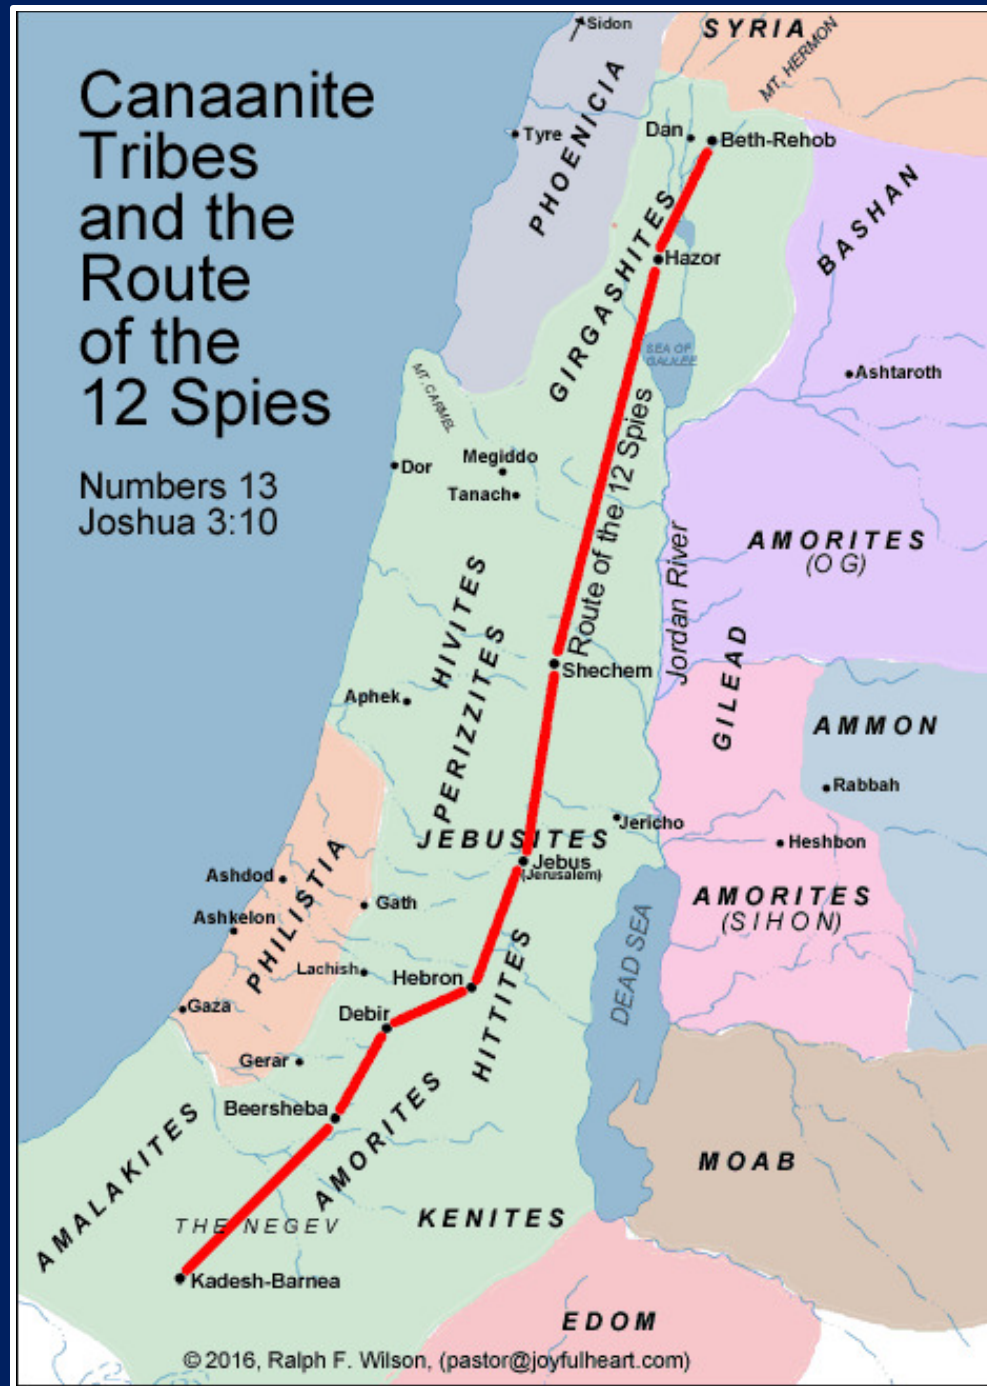 Canaanite
Tribes
and the
Route
of the
12 Spies
Numbers 13
Joshua 3:10
Sidon
SYRIA
MT. HERMON
PHOENICIA
Tyre
Dan
Beth-Rehob
BASHAN
GIRGASHITES
Hazor
SEA OF
GALILEE
Ashtaroth
MT. CARMEL
Dor
Megiddo
Tanach
Route of the 12 Spies
Jordan River
AMORITES
(OG)
HIVITES
PERIZZITES
Shechem
Aphek
GILEAD
AMMON
Rabbah
JEBUSITES
Jericho
Jebus
(Jerusalem)
Heshbon
Ashdod
PHILISTIA
Gath
Ashkelon
AMORITES
(SIHON)
Lachish
Hebron
HITTITES
DEAD SEA
Gaza
Debir
Gerar
Beersheba
AMORITES
AMALAKITES
MOAB
THE NEGEV
KENITES
Kadesh-Barnea
EDOM
© 2016, Ralph F. Wilson, (pastor@joyfulheart.com)